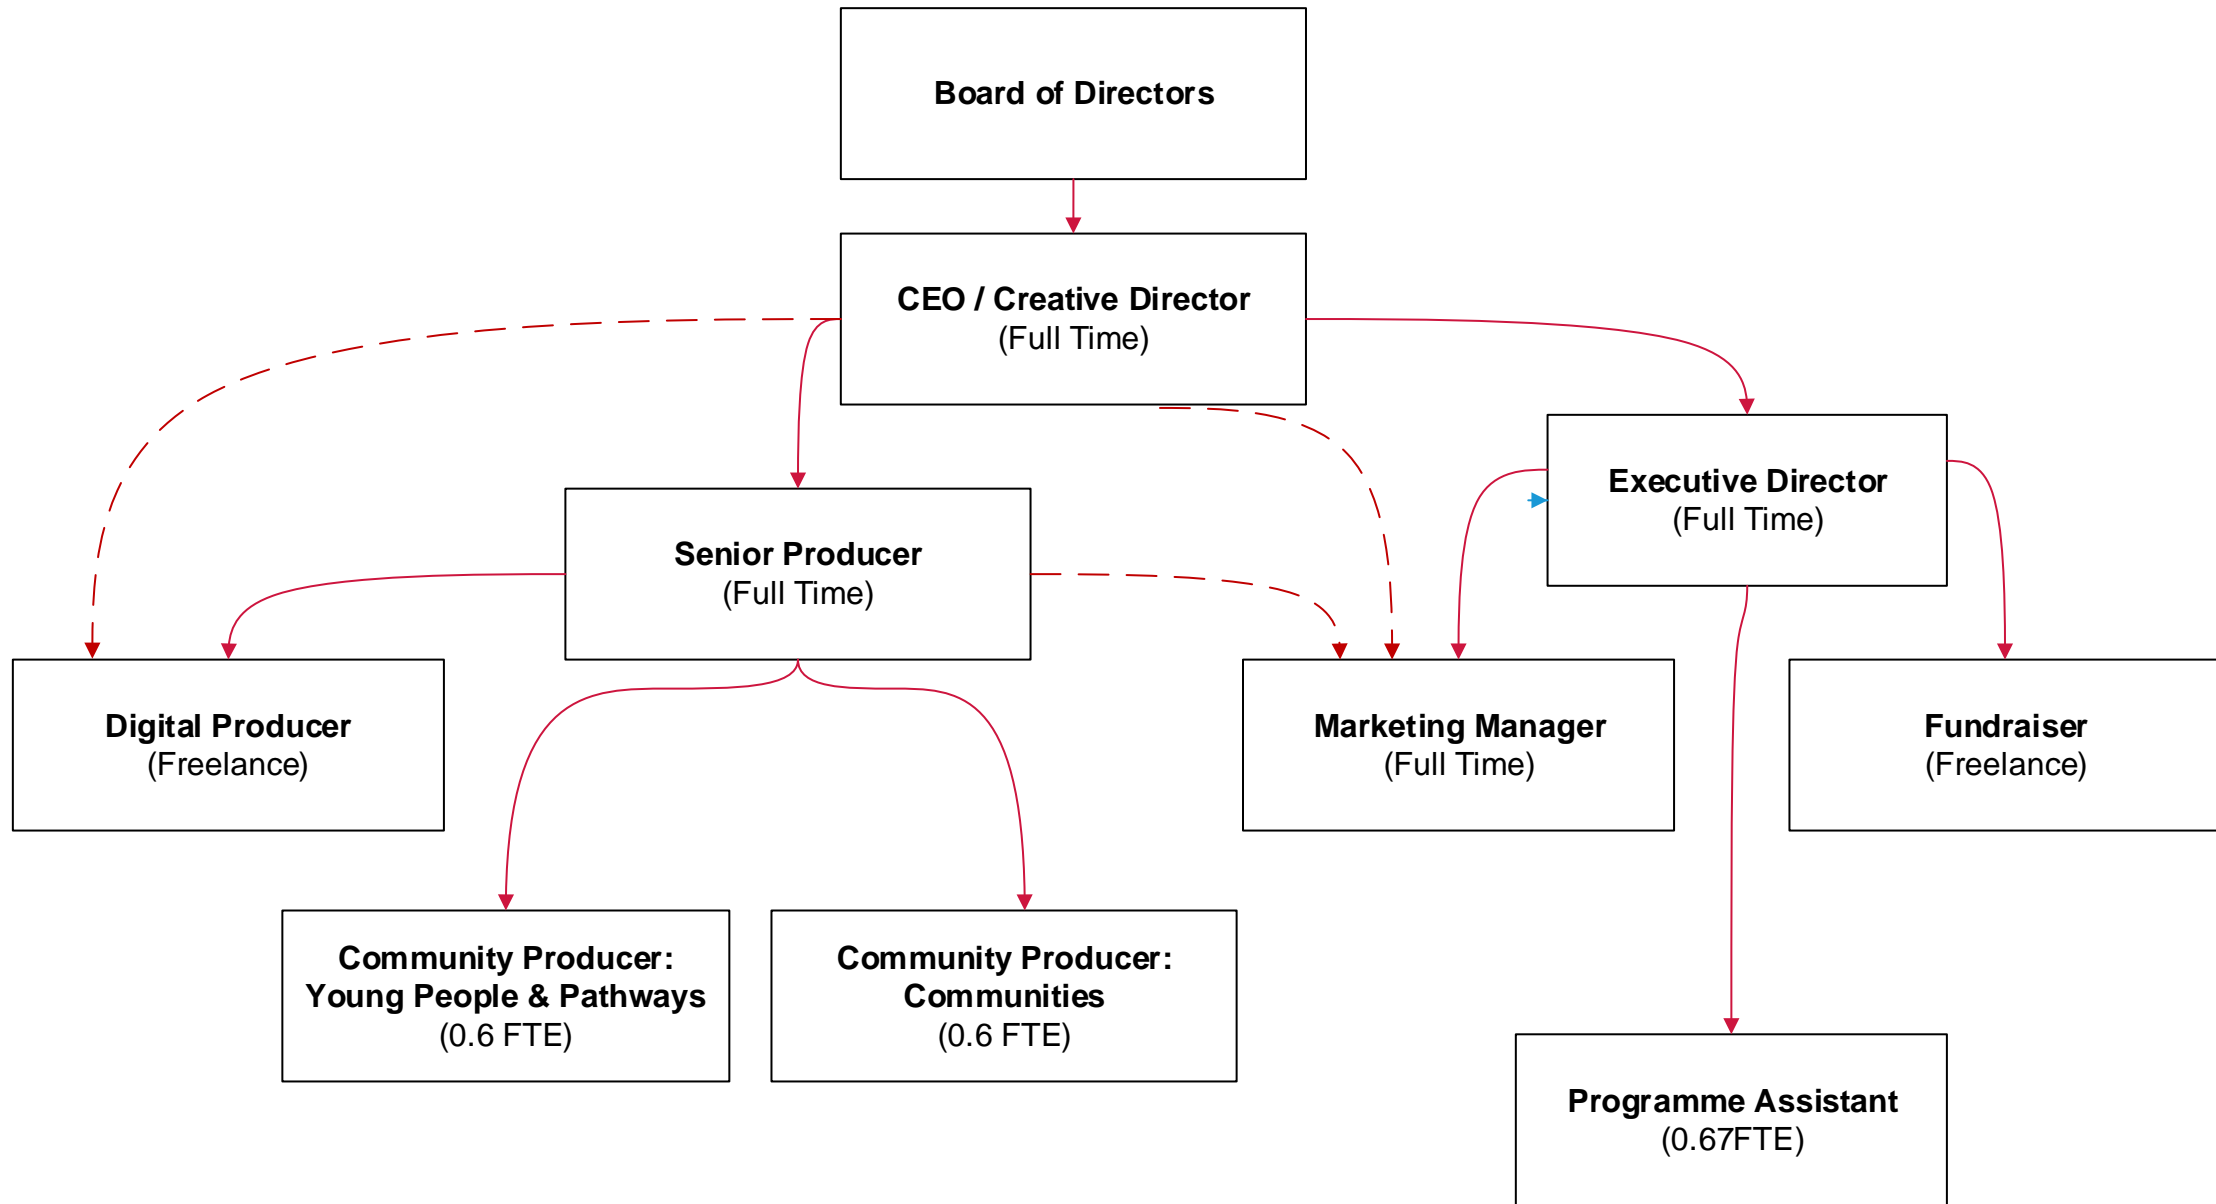 Board of Directors
CEO / Creative Director
(Full Time)
Executive Director
(Full Time)
Senior Producer
(Full Time)
Digital Producer
(Freelance)
Marketing Manager
(Full Time)
Fundraiser
(Freelance)
Community Producer:
Young People & Pathways
(0.6 FTE)
Community Producer:
Communities
(0.6 FTE)
Programme Assistant
(0.67FTE)